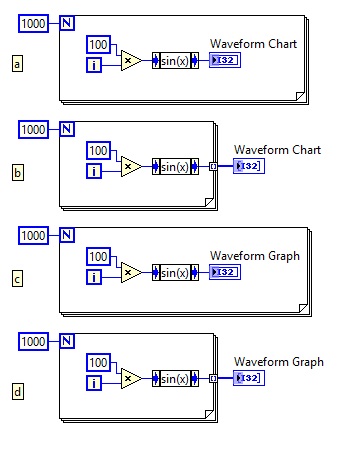 1000 N
100
Waveform Chart
a
i × sin(x) I32
1000 N
100
Waveform Chart
b
i × sin(x) [] I32]
1000 N
100
Waveform Graph
c
i × sin(x) I32
1000 N
100
Waveform Graph
d
i × sin(x) [] I32]